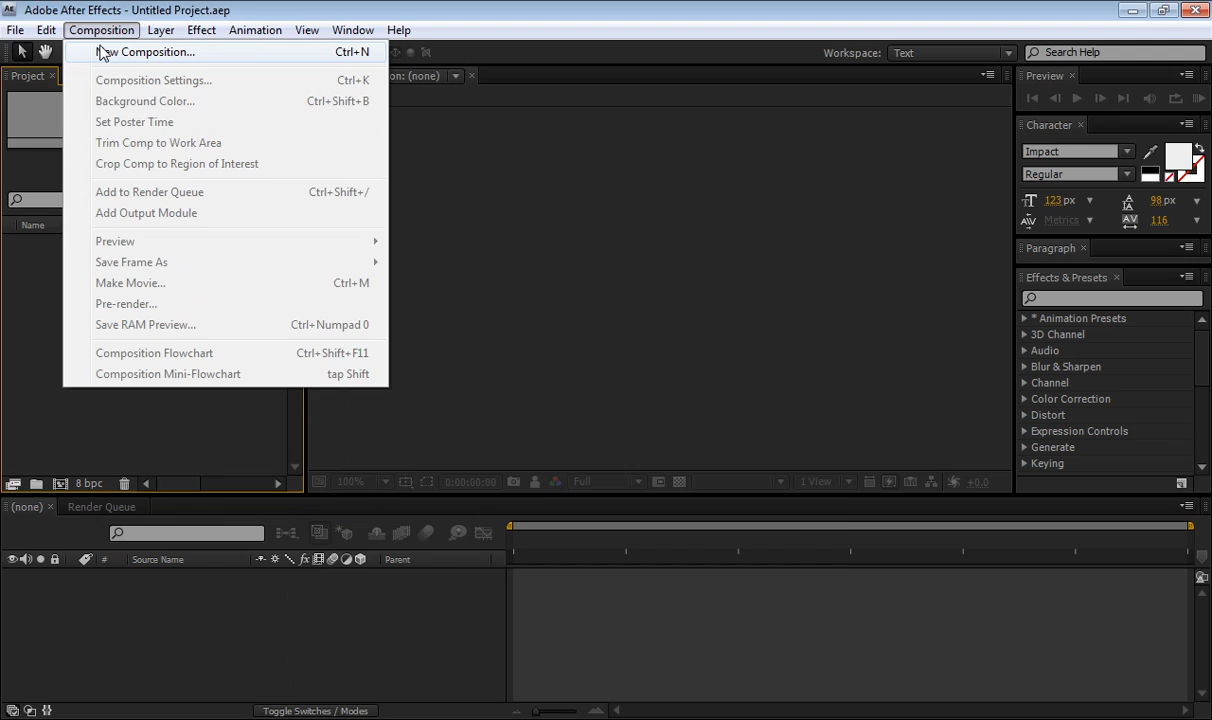 Adobe After Effects - Untitled Project.aep
File Edit Composition Layer Effect Animation View Window Help
New Composition... Ctrl+N
Composition Settings... Ctrl+K
Background Color... Ctrl+Shift+B
Set Poster Time
Trim Comp to Work Area
Crop Comp to Region of Interest
Add to Render Queue Ctrl+Shift+/
Add Output Module
Preview
Save Frame As
Make Movie... Ctrl+M
Pre-render...
Save RAM Preview... Ctrl+Numpad 0
Composition Flowchart Ctrl+Shift+F11
Composition Mini-Flowchart tap Shift
Workspace: Text
Search Help
Project
on: (none)
Name
8 bpc
100%
0:00:00:00
Full
1 View
+0.0
Preview
Character
Impact
Regular
123 px
98 px
Metrics
116
Paragraph
Effects & Presets
* Animation Presets
3D Channel
Audio
Blur & Sharpen
Channel
Color Correction
Distort
Expression Controls
Generate
Keying
(none)
Render Queue
# Source Name
Parent
Toggle Switches / Modes